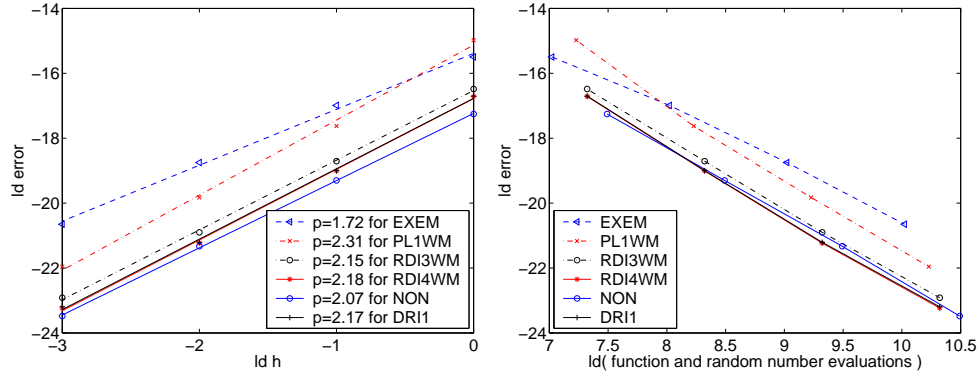 −14
−16
−18
−20
−22
−24
ld error
−3
−2
−1
0
ld h
p=1.72 for EXEM
p=2.31 for PL1WM
p=2.15 for RDI3WM
p=2.18 for RDI4WM
p=2.07 for NON
p=2.17 for DRI1
−14
−16
−18
−20
−22
−24
ld error
7
7.5
8
8.5
9
9.5
10
10.5
ld( function and random number evaluations )
EXEM
PL1WM
RDI3WM
RDI4WM
NON
DRI1